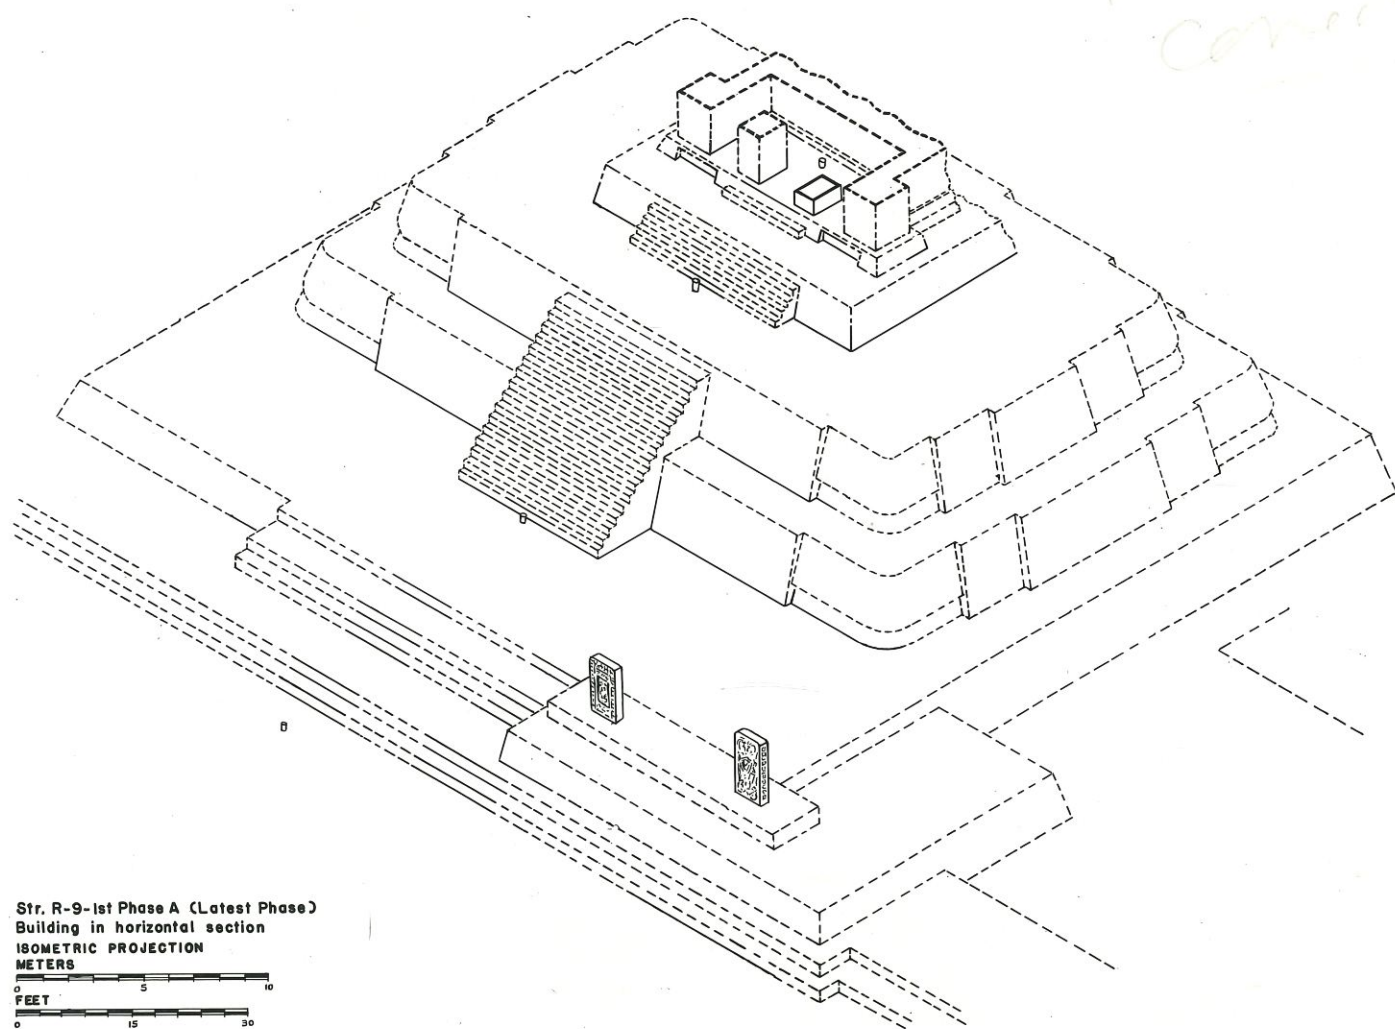 Str. R-9-1st Phase A (Latest Phase)
Building in horizontal section
ISOMETRIC PROJECTION
METERS
0 5 10
FEET
0 15 30